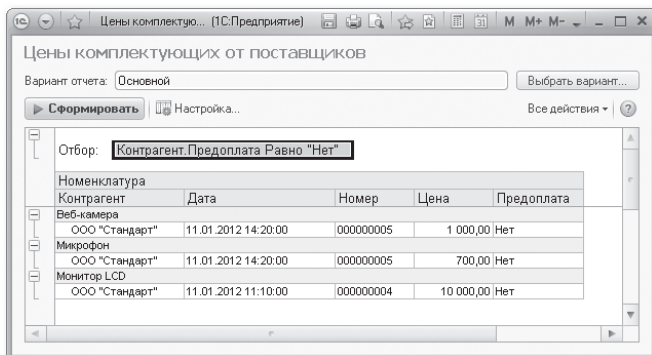 1С Цены комплектую... (1С:Предприятие) 31 M M+ M-
Цены комплектующих от поставщиков
Вариант отчета: Основной Выбрать вариант...
Сформировать Настройка... Все действия ?
Отбор: Контрагент.Предоплата Равно "Нет"
Номенклатура
Контрагент Дата Номер Цена Предоплата
Веб-камера
ООО "Стандарт" 11.01.2012 14:20:00 000000005 1 000,00 Нет
Микрофон
ООО "Стандарт" 11.01.2012 14:20:00 000000005 700,00 Нет
Монитор LCD
ООО "Стандарт" 11.01.2012 11:10:00 000000004 10 000,00 Нет